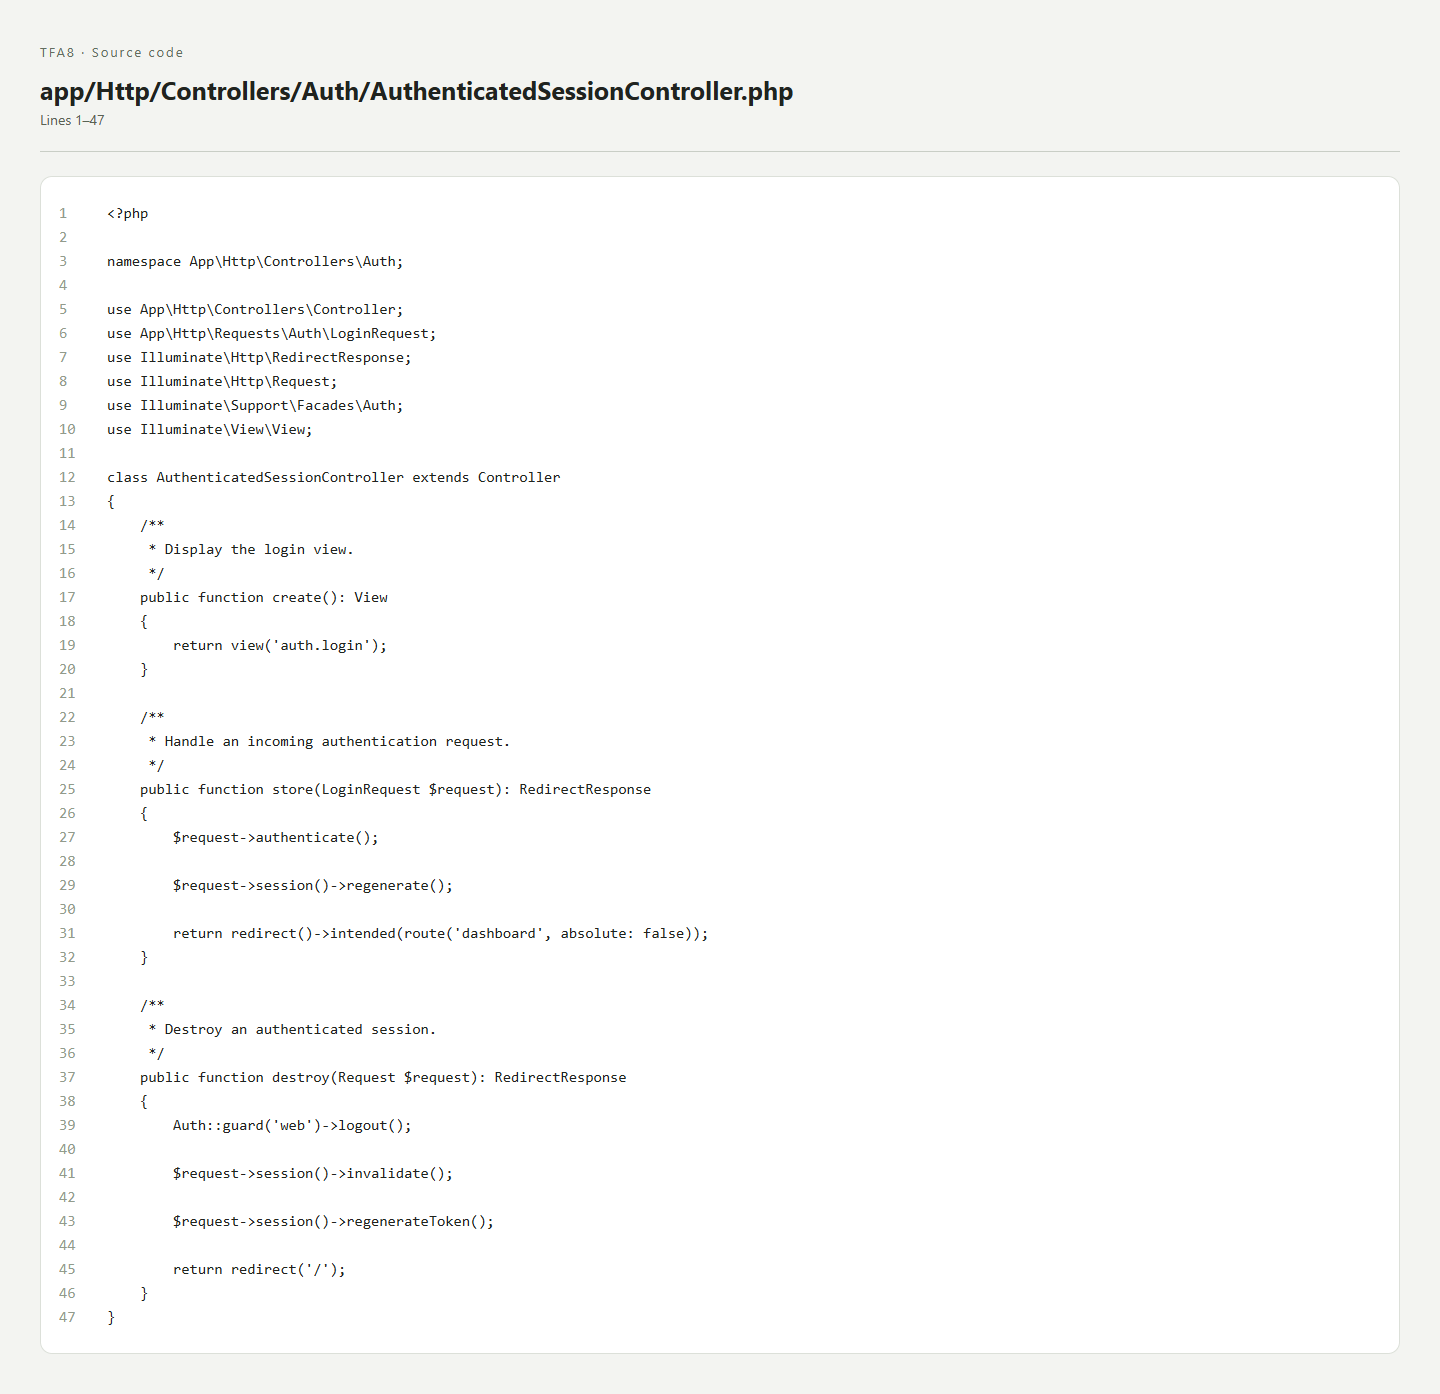 TFA8 · Source code
app/Http/Controllers/Auth/AuthenticatedSessionController.php
Lines 1–47
1 <?php
2
3 namespace App\Http\Controllers\Auth;
4
5 use App\Http\Controllers\Controller;
6 use App\Http\Requests\Auth\LoginRequest;
7 use Illuminate\Http\RedirectResponse;
8 use Illuminate\Http\Request;
9 use Illuminate\Support\Facades\Auth;
10 use Illuminate\View\View;
11
12 class AuthenticatedSessionController extends Controller
13 {
14     /**
15      * Display the login view.
16      */
17     public function create(): View
18     {
19         return view('auth.login');
20     }
21
22     /**
23      * Handle an incoming authentication request.
24      */
25     public function store(LoginRequest $request): RedirectResponse
26     {
27         $request->authenticate();
28
29         $request->session()->regenerate();
30
31         return redirect()->intended(route('dashboard', absolute: false));
32     }
33
34     /**
35      * Destroy an authenticated session.
36      */
37     public function destroy(Request $request): RedirectResponse
38     {
39         Auth::guard('web')->logout();
40
41         $request->session()->invalidate();
42
43         $request->session()->regenerateToken();
44
45         return redirect('/');
46     }
47 }